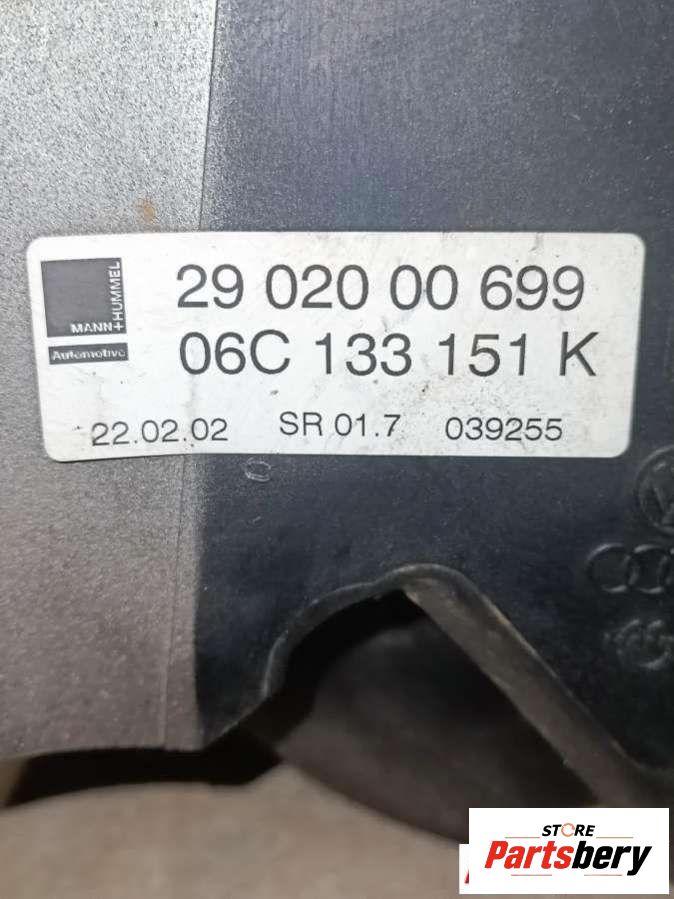 MANN+
HUMMEL
Automotive
29 020 00 699
06C 133 151 K
22.02.02 SR 01.7 039255
STORE
Partsbery